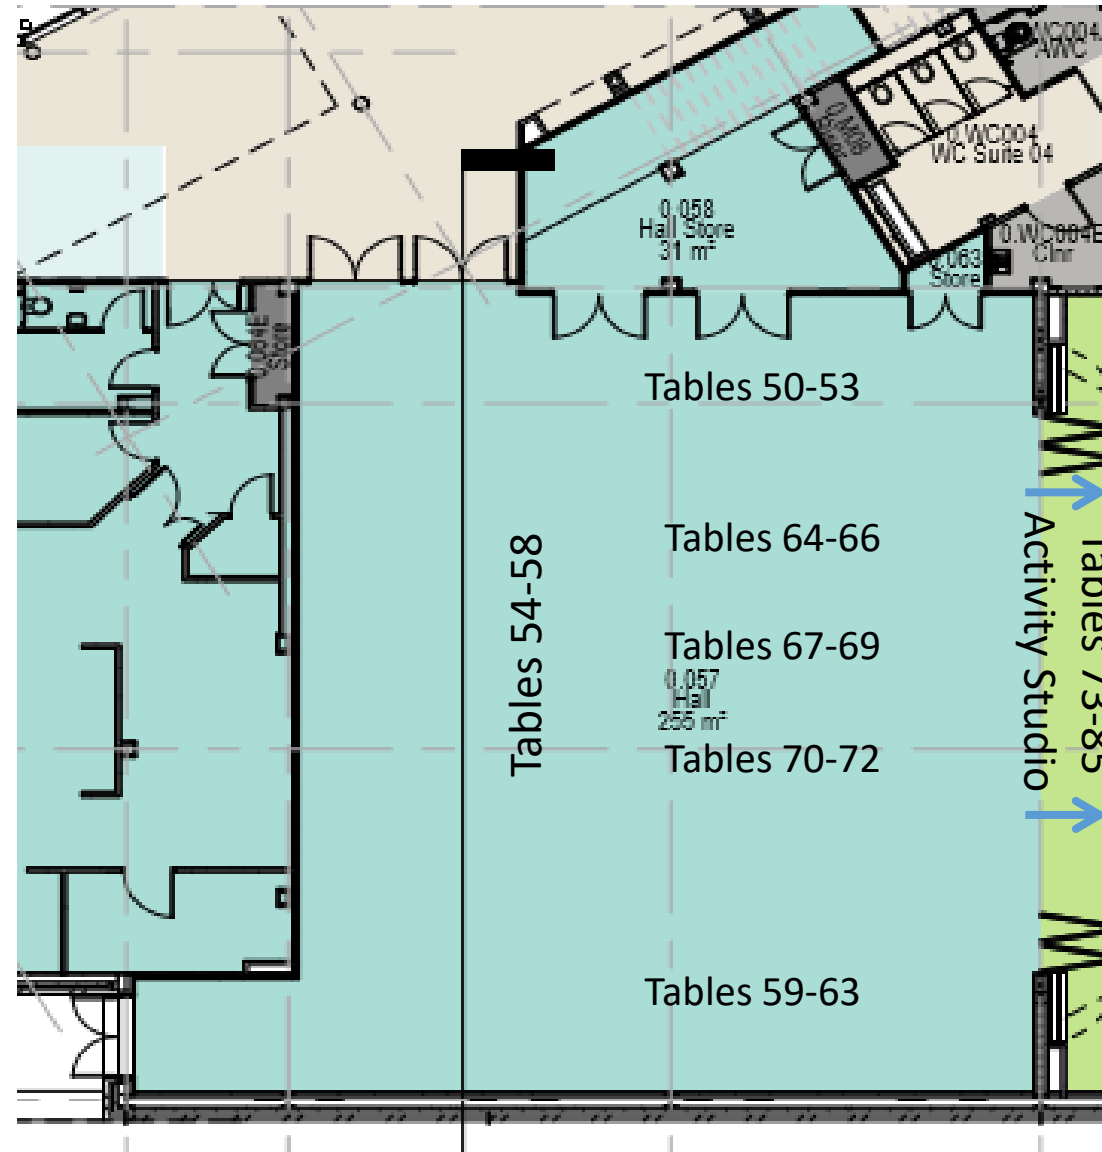 WC004
AWC
0.M09
0.WC004
WC Suite 04
0.058
Hall Store
31 m²
0.WC004E
Clnr
0.063
Store
0.064E
Store
Tables 50-53
Tables 64-66
Tables 54-58
Tables 67-69
0.057
Hall
255 m²
Tables 70-72
Activity Studio
Tables 73-85
Tables 59-63